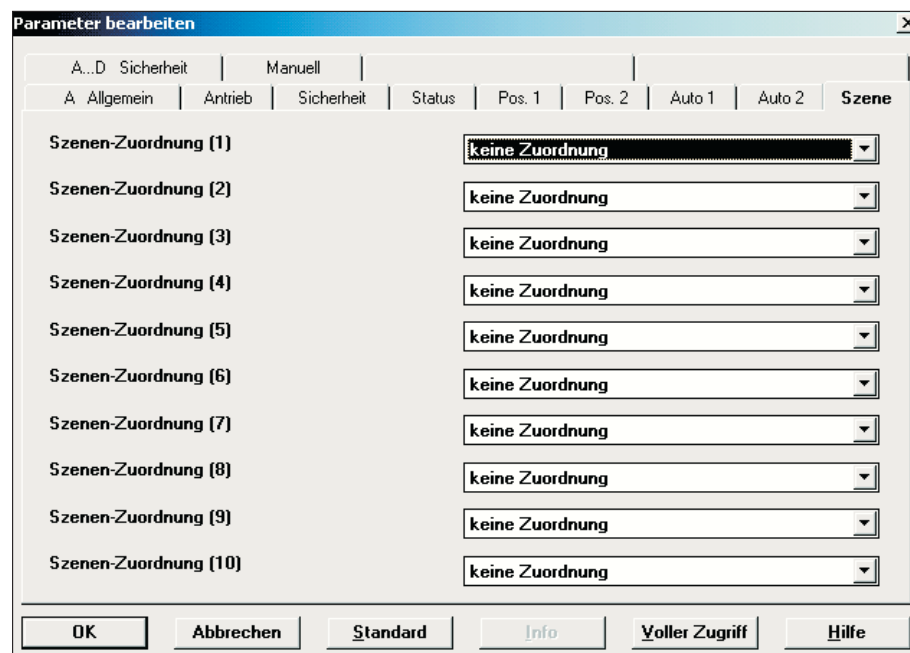 Parameter bearbeiten
A...D Sicherheit Manuell
A Allgemein Antrieb Sicherheit Status Pos. 1 Pos. 2 Auto 1 Auto 2 Szene
Szenen-Zuordnung (1) keine Zuordnung
Szenen-Zuordnung (2) keine Zuordnung
Szenen-Zuordnung (3) keine Zuordnung
Szenen-Zuordnung (4) keine Zuordnung
Szenen-Zuordnung (5) keine Zuordnung
Szenen-Zuordnung (6) keine Zuordnung
Szenen-Zuordnung (7) keine Zuordnung
Szenen-Zuordnung (8) keine Zuordnung
Szenen-Zuordnung (9) keine Zuordnung
Szenen-Zuordnung (10) keine Zuordnung
OK Abbrechen Standard Info Voller Zugriff Hilfe